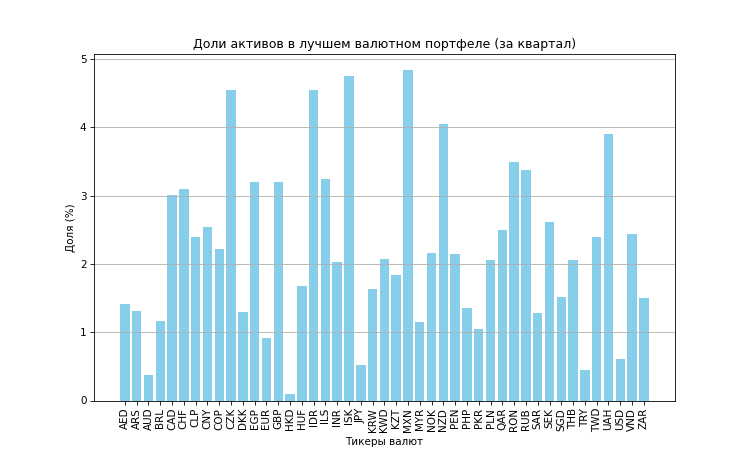 Доли активов в лучшем валютном портфеле (за квартал)
5
4
3
2
1
0
Доля (%)
AED
ARS
AUD
BRL
CAD
CHF
CLP
CNY
COP
CZK
DKK
EGP
EUR
GBP
HKD
HUF
IDR
ILS
INR
ISK
JPY
KRW
KWD
KZT
MXN
MYR
NOK
NZD
PEN
PHP
PKR
PLN
QAR
RON
RUB
SAR
SEK
SGD
THB
TRY
TWD
UAH
USD
VND
ZAR
Тикеры валют